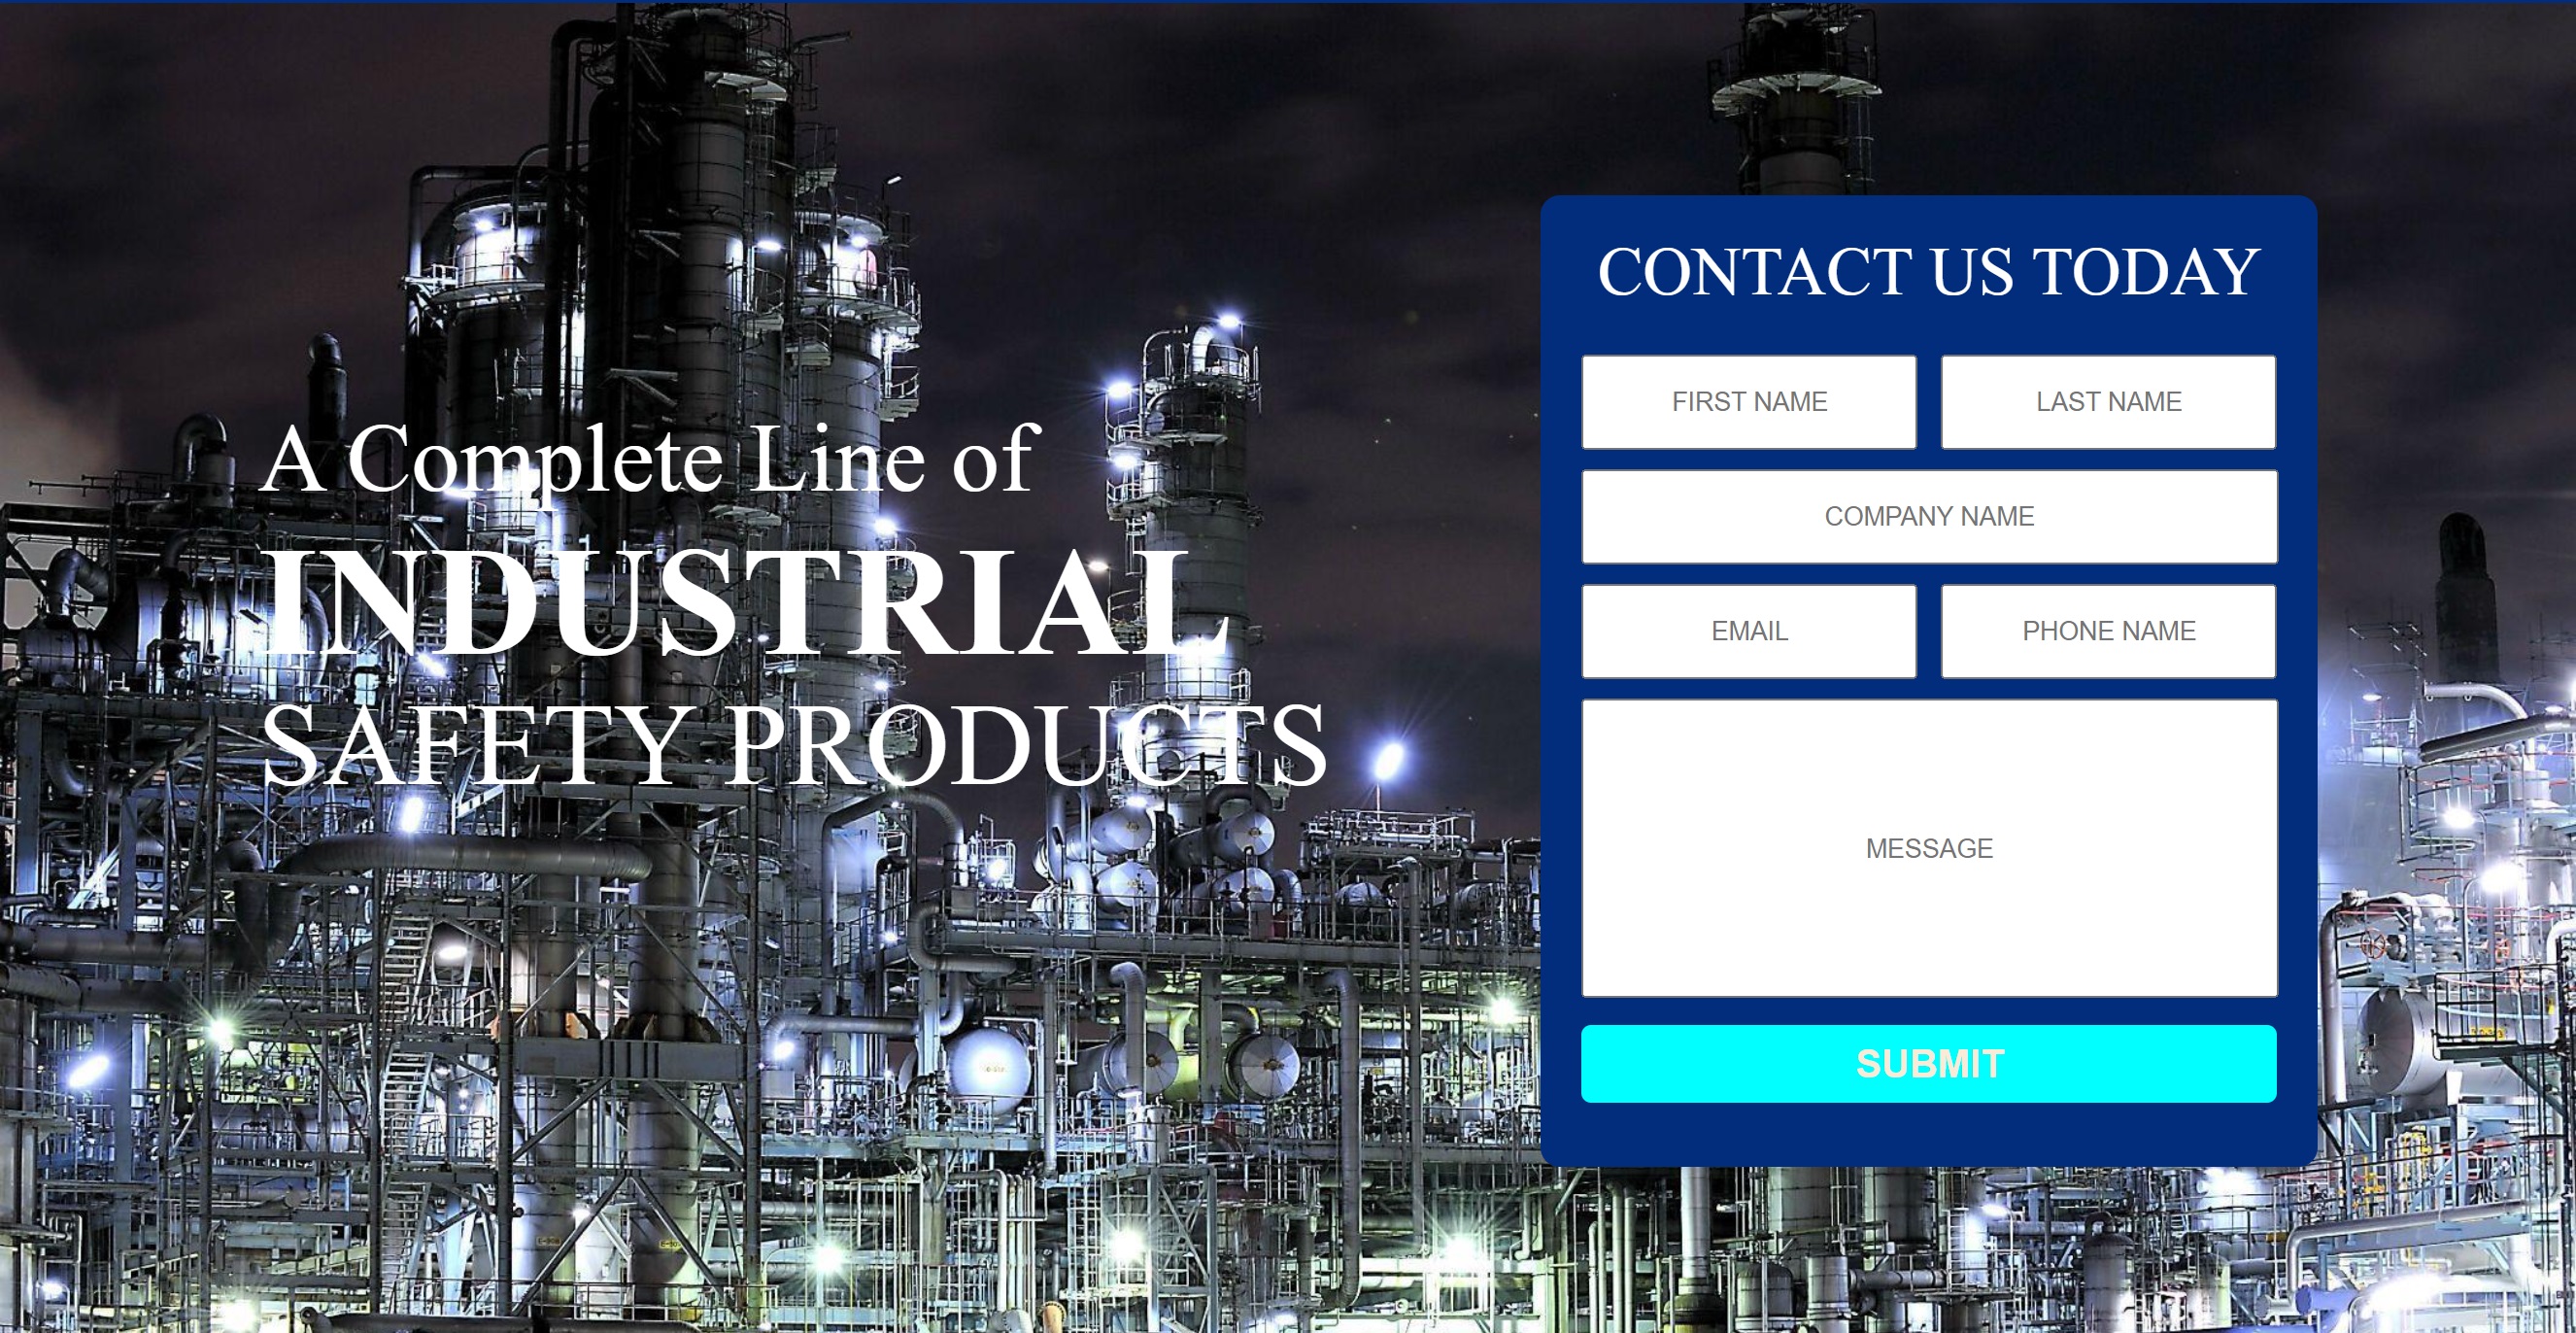 A Complete Line of
INDUSTRIAL
SAFETY PRODUCTS
CONTACT US TODAY
FIRST NAME
LAST NAME
COMPANY NAME
EMAIL
PHONE NAME
MESSAGE
SUBMIT